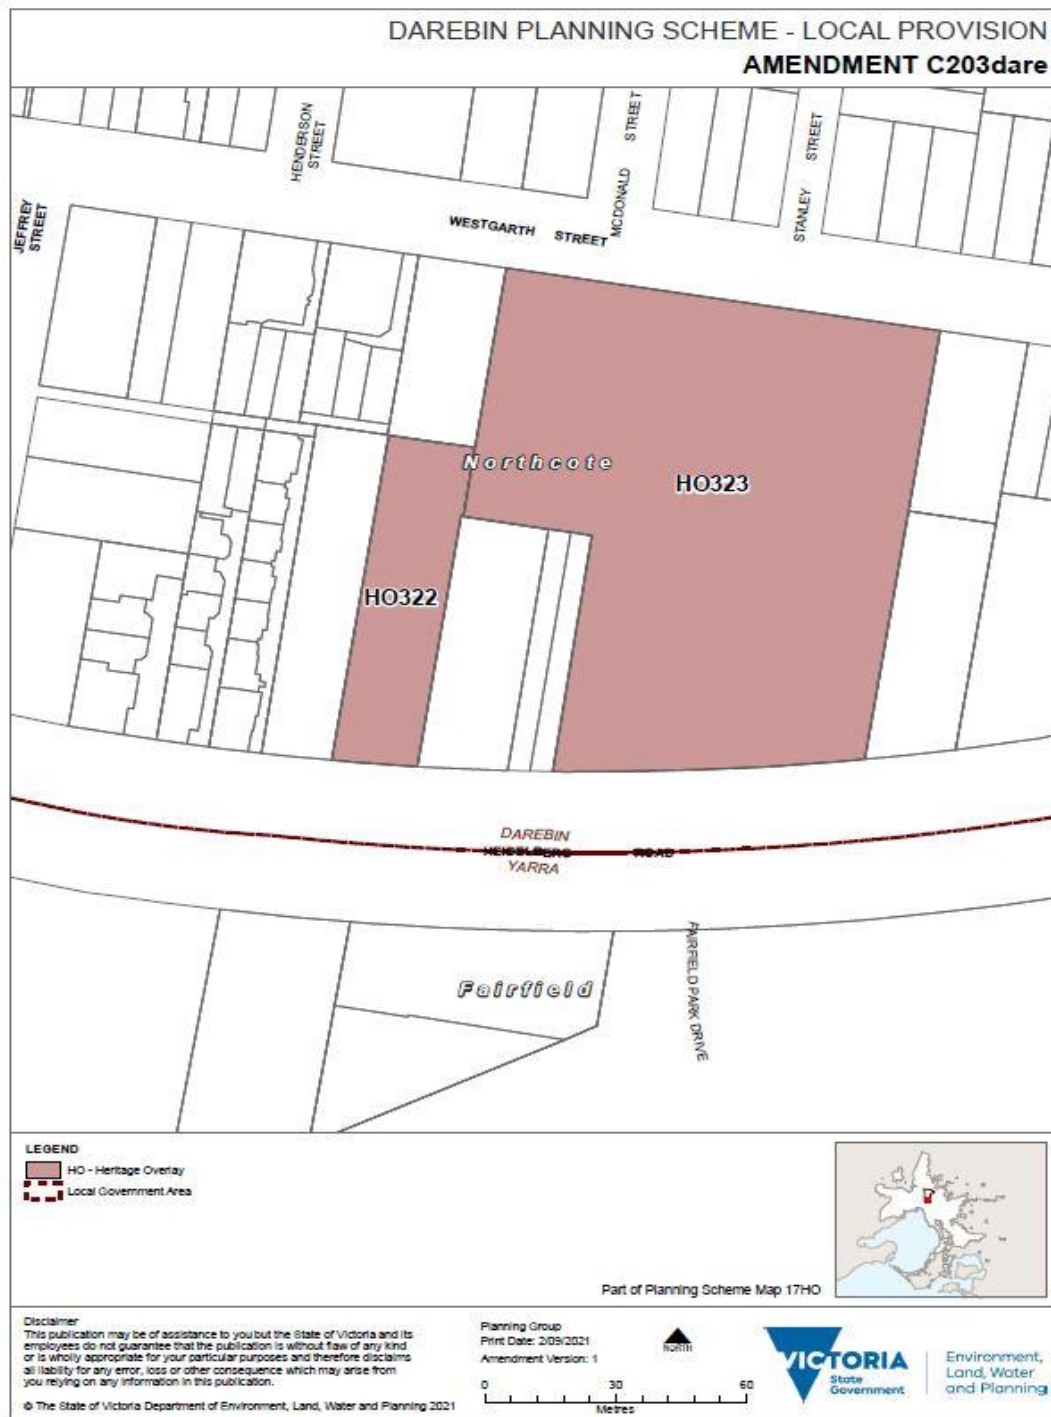 DAREBIN PLANNING SCHEME - LOCAL PROVISION
AMENDMENT C203dare
HENDERSON
STREET
MCDONALD STREET
STANLEY STREET
JEFFREY
STREET
WESTGARTH STREET
Northcote
HO323
HO322
DAREBIN
HEIDELBERG ROAD
YARRA
Fairfield
FAIRFIELD PARK DRIVE
LEGEND
HO - Heritage Overlay
Local Government Area
Part of Planning Scheme Map 17HO
Disclaimer
This publication may be of assistance to you but the State of Victoria and its
employees do not guarantee that the publication is without flaw of any kind
or is wholly appropriate for your particular purposes and therefore disclaims
all liability for any error, loss or other consequence which may arise from
you relying on any information in this publication.
© The State of Victoria Department of Environment, Land, Water and Planning 2021
Planning Group
Print Date: 2/09/2021
Amendment Version: 1
NORTH
0 30 60
Metres
VICTORIA
State
Government
Environment,
Land, Water
and Planning